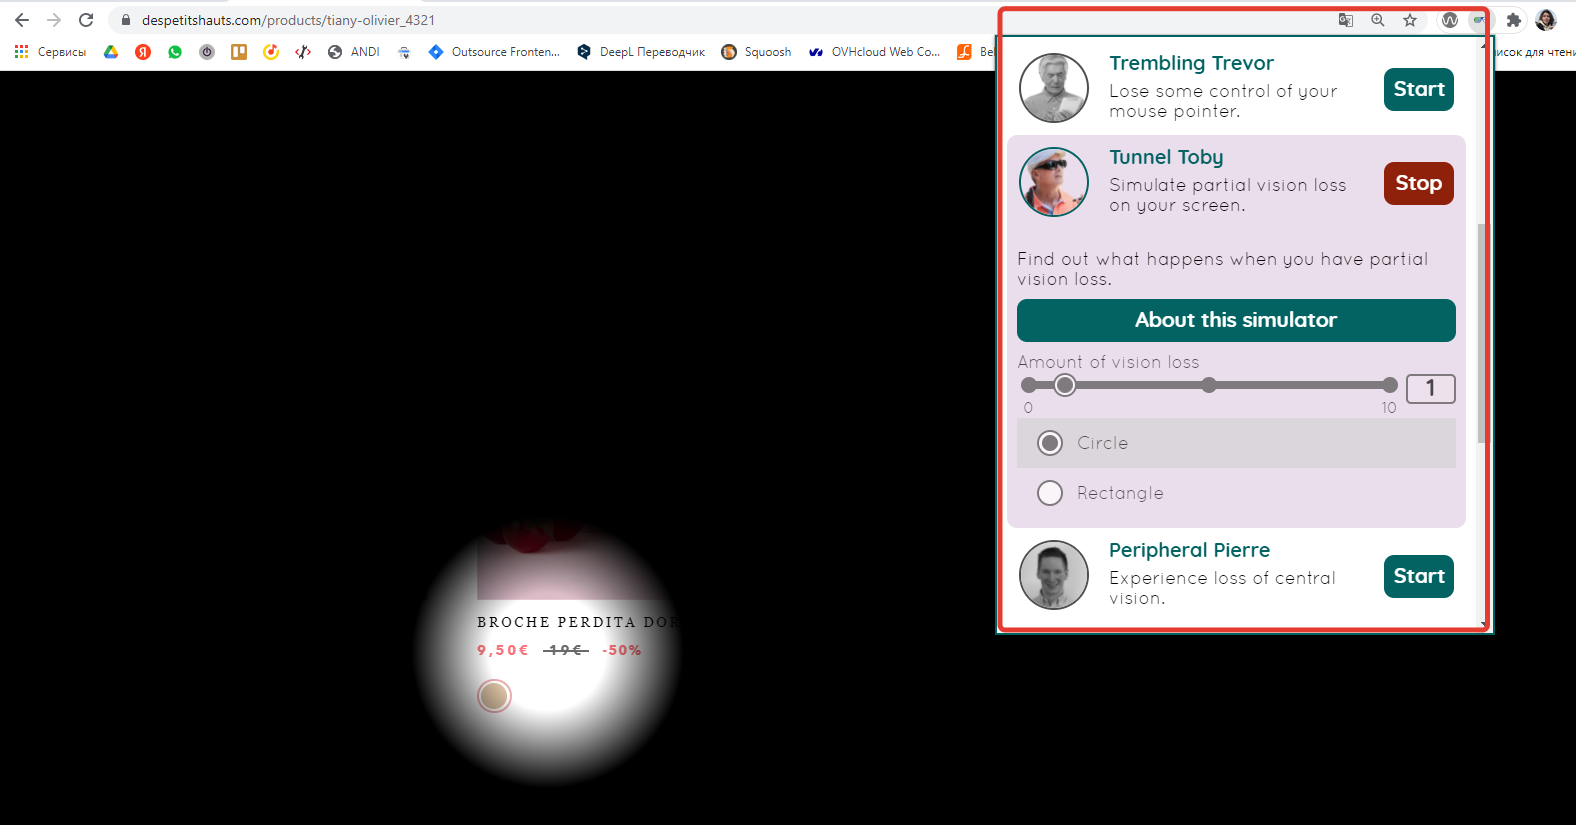 despetitshauts.com/products/tiany-olivier_4321
Сервисы
Я
ANDI
Outsource Fronten...
DeepL Переводчик
Squoosh
OVHcloud Web Co...
исок для чтени
Trembling Trevor
Lose some control of your
mouse pointer.
Start
Tunnel Toby
Simulate partial vision loss
on your screen.
Stop
Find out what happens when you have partial
vision loss.
About this simulator
Amount of vision loss
1
0
10
Circle
Rectangle
Peripheral Pierre
Experience loss of central
vision.
Start
BROCHE PERDITA DOR
9,50€ 19€ -50%